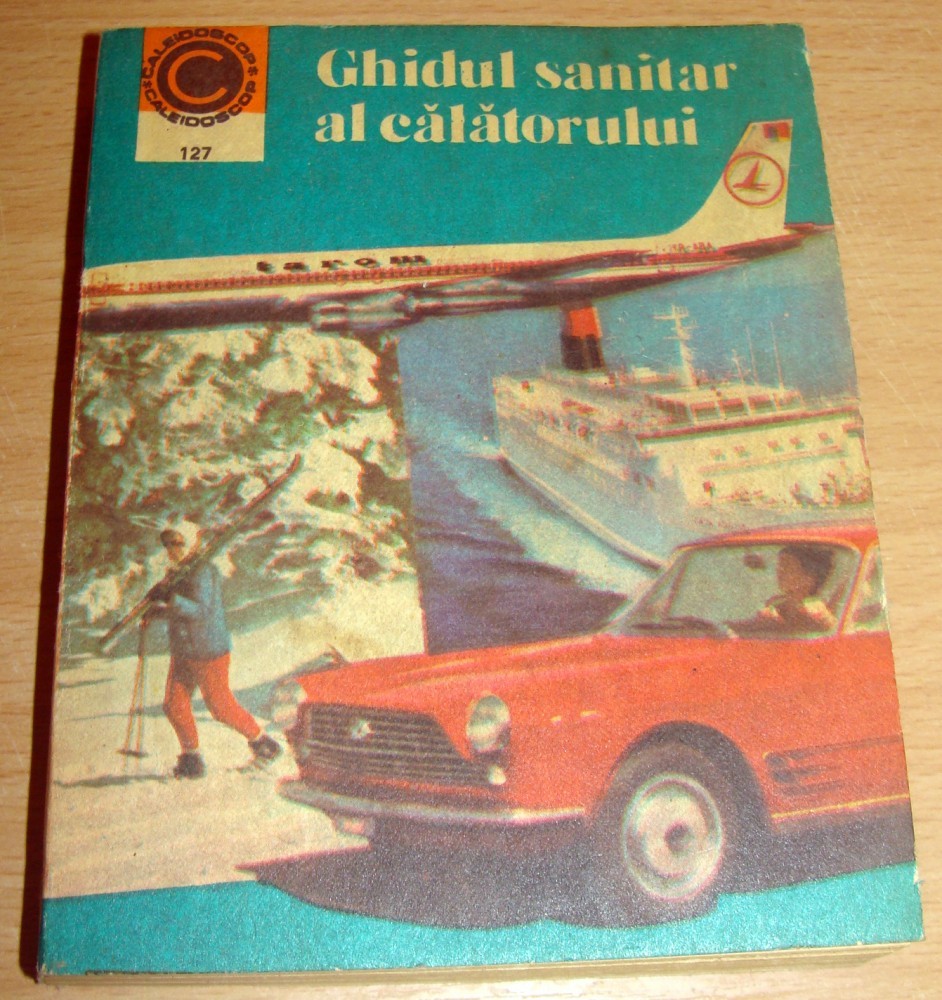 *CALEIDOSCOP*
CALEIDOSCOP
C
127
Ghidul sanitar
al călătorului
tarom